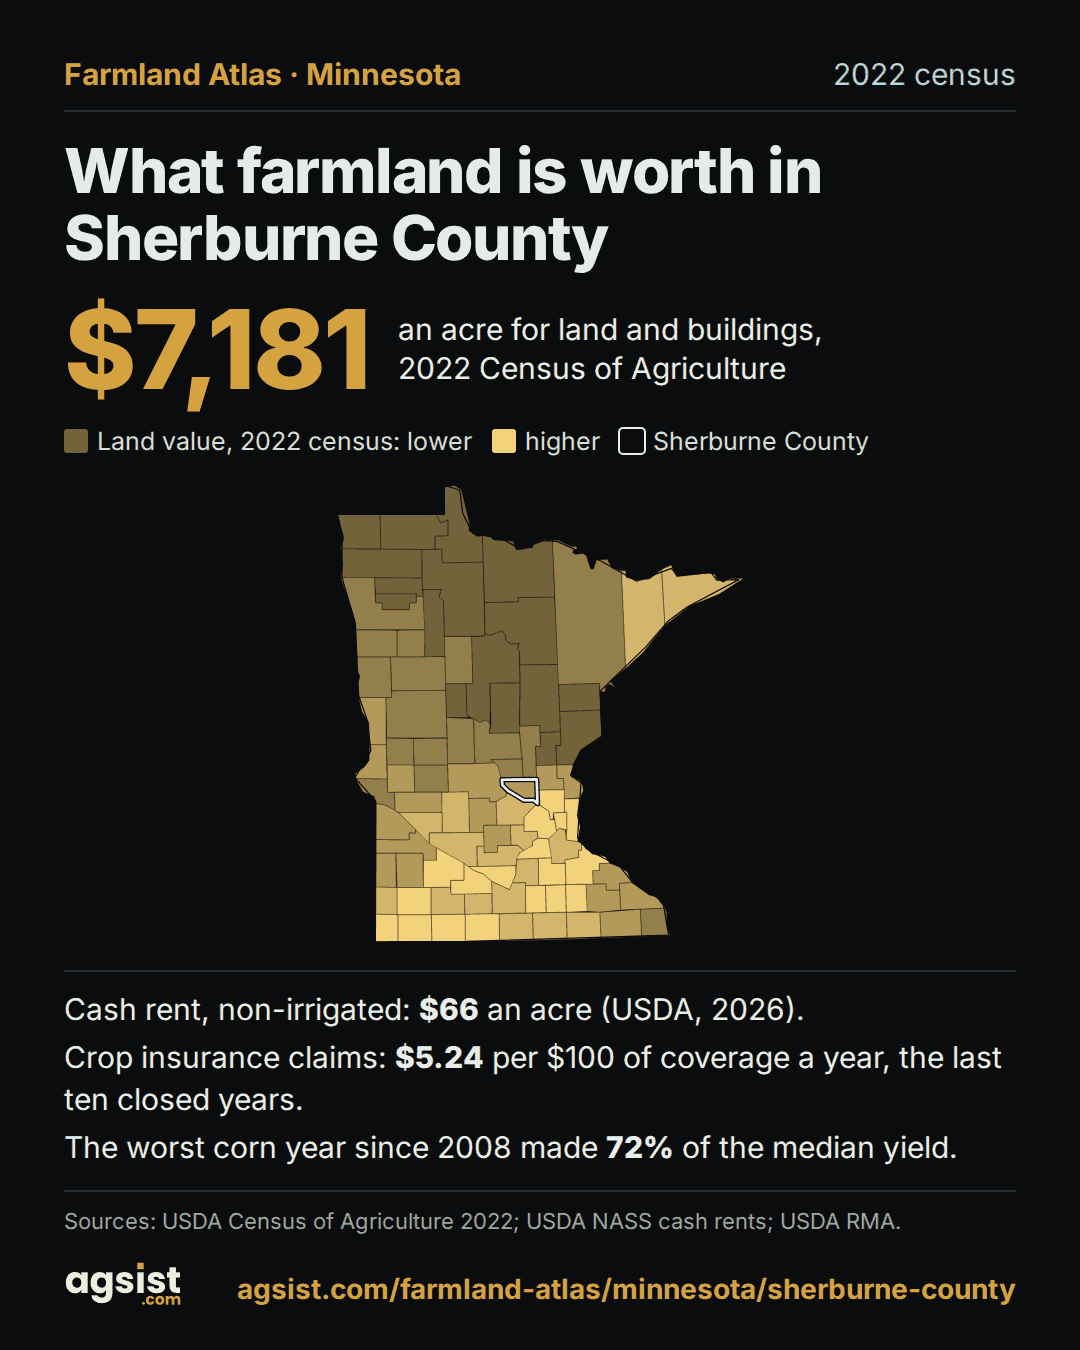 Farmland Atlas · Minnesota
2022 census
What farmland is worth in
Sherburne County
$7,181
an acre for land and buildings,
2022 Census of Agriculture
Land value, 2022 census: lower
higher
Sherburne County
Cash rent, non-irrigated: $66 an acre (USDA, 2026).
Crop insurance claims: $5.24 per $100 of coverage a year, the last
ten closed years.
The worst corn year since 2008 made 72% of the median yield.
Sources: USDA Census of Agriculture 2022; USDA NASS cash rents; USDA RMA.
agsist
.com
agsist.com/farmland-atlas/minnesota/sherburne-county